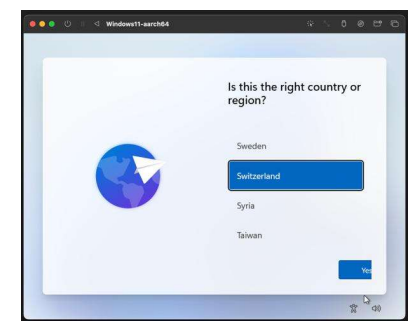 Windows11-aarch64
Is this the right country or
region?
Sweden
Switzerland
Syria
Taiwan
Yes